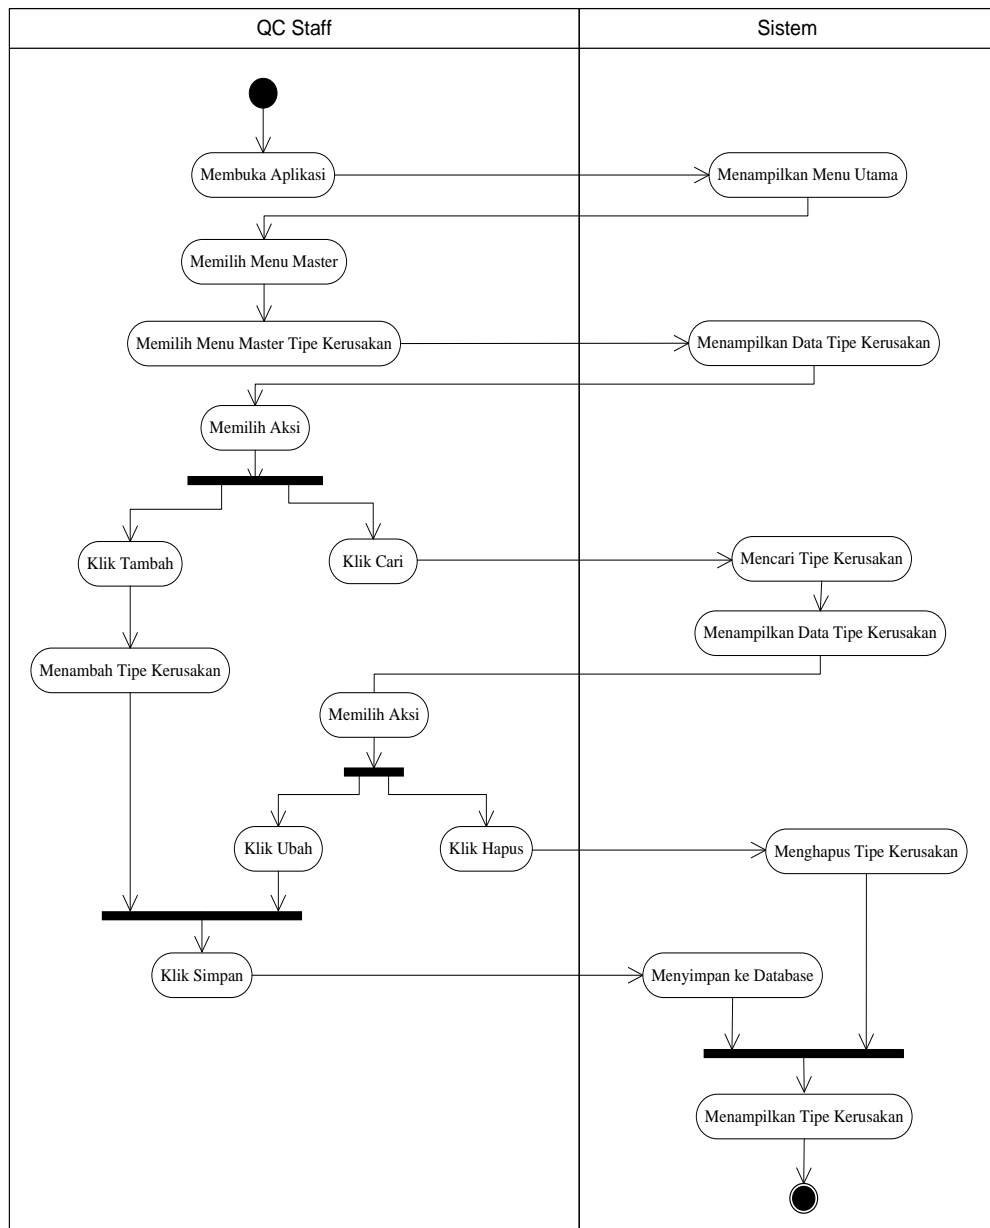 QC Staff
Sistem
Membuka Aplikasi
Menampilkan Menu Utama
Memilih Menu Master
Memilih Menu Master Tipe Kerusakan
Menampilkan Data Tipe Kerusakan
Memilih Aksi
Klik Tambah
Klik Cari
Mencari Tipe Kerusakan
Menampilkan Data Tipe Kerusakan
Menambah Tipe Kerusakan
Memilih Aksi
Klik Ubah
Klik Hapus
Menghapus Tipe Kerusakan
Klik Simpan
Menyimpan ke Database
Menampilkan Tipe Kerusakan